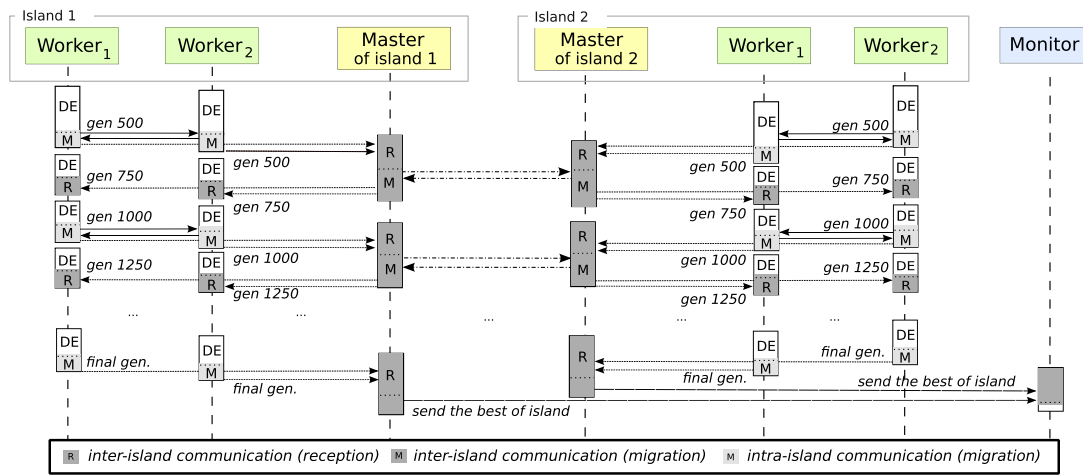 Island 1
Island 2
Worker1
Worker2
Master
of island 1
Master
of island 2
Worker1
Worker2
Monitor
DE
M
gen 500
DE
M
gen 500
R
M
R
M
gen 500
DE
M
gen 500
DE
M
DE
R
gen 750
DE
R
gen 750
gen 750
DE
R
gen 750
DE
R
DE
M
gen 1000
DE
M
gen 1000
R
M
R
M
gen 1000
DE
M
gen 1000
DE
M
DE
R
gen 1250
DE
R
gen 1250
gen 1250
DE
R
gen 1250
DE
R
...
...
...
...
...
DE
M
final gen.
DE
M
final gen.
R
R
final gen.
DE
M
final gen.
DE
M
send the best of island
send the best of island
R inter-island communication (reception) M inter-island communication (migration) M intra-island communication (migration)